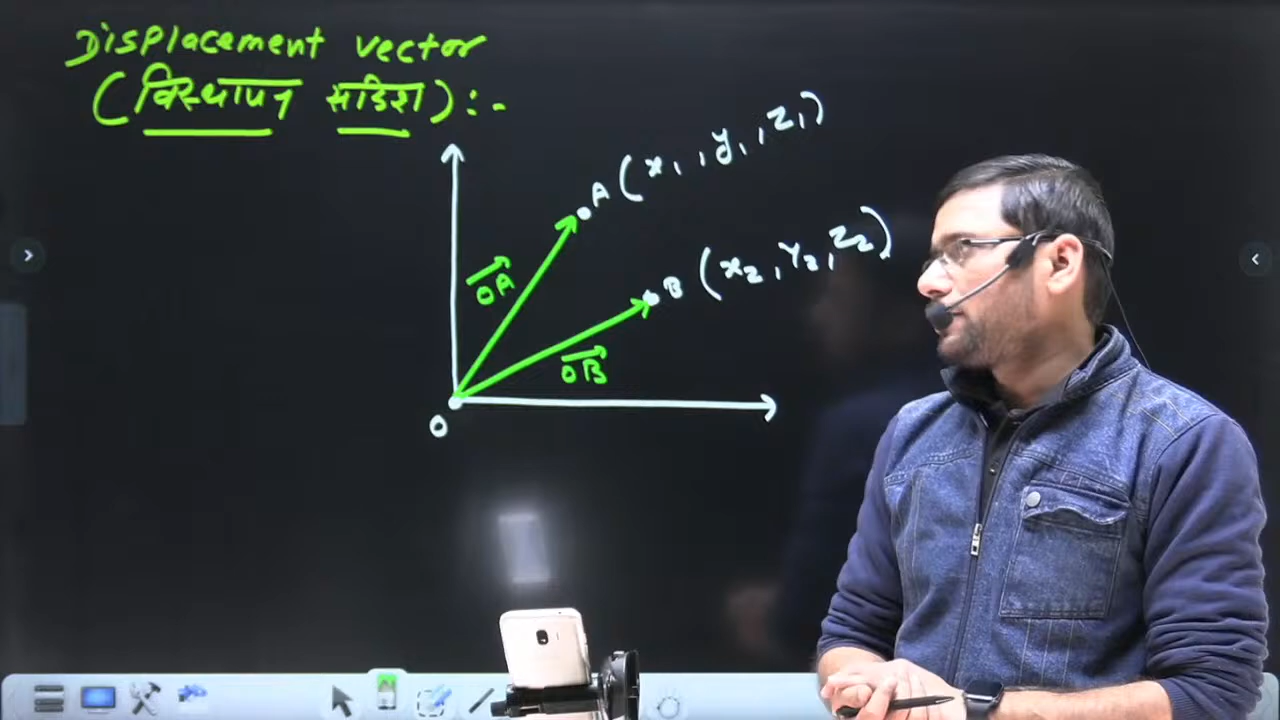 Displacement vector
(विस्थापन सदिश) :-
A (x₁, y₁, z₁)
B (x₂, y₂, z₂)
OA
OB
O